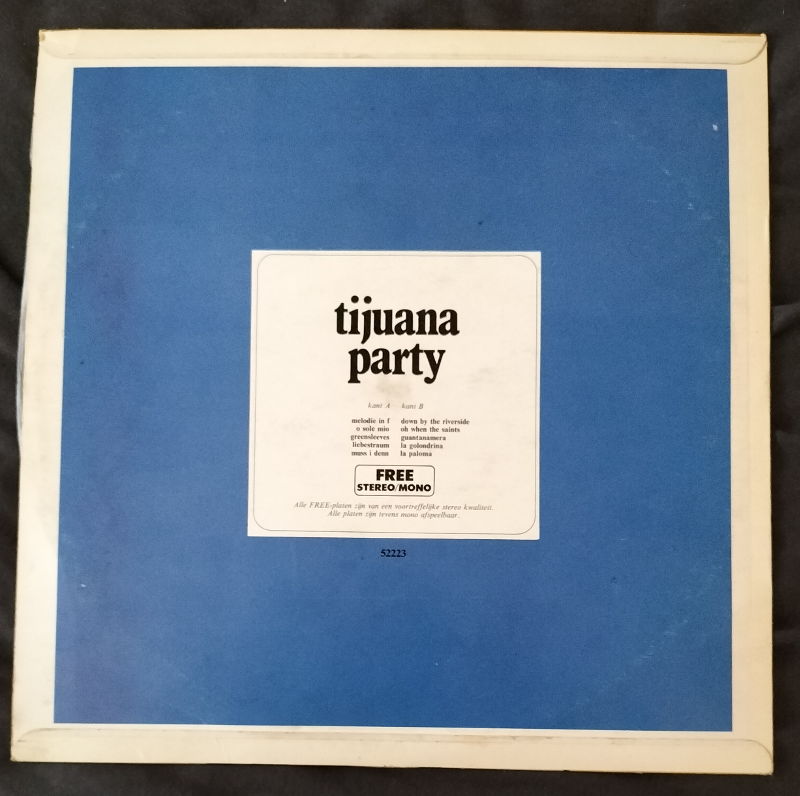 tijuana
party
kant A kant B
melodie in f down by the riverside
o sole mio oh when the saints
greensleeves guantanamera
liebestraum la golondrina
muss i denn la paloma
FREE
STEREO/MONO
Alle FREE-platen zijn van een voortreffelijke stereo kwaliteit.
Alle platen zijn tevens mono afspeelbaar.
52223